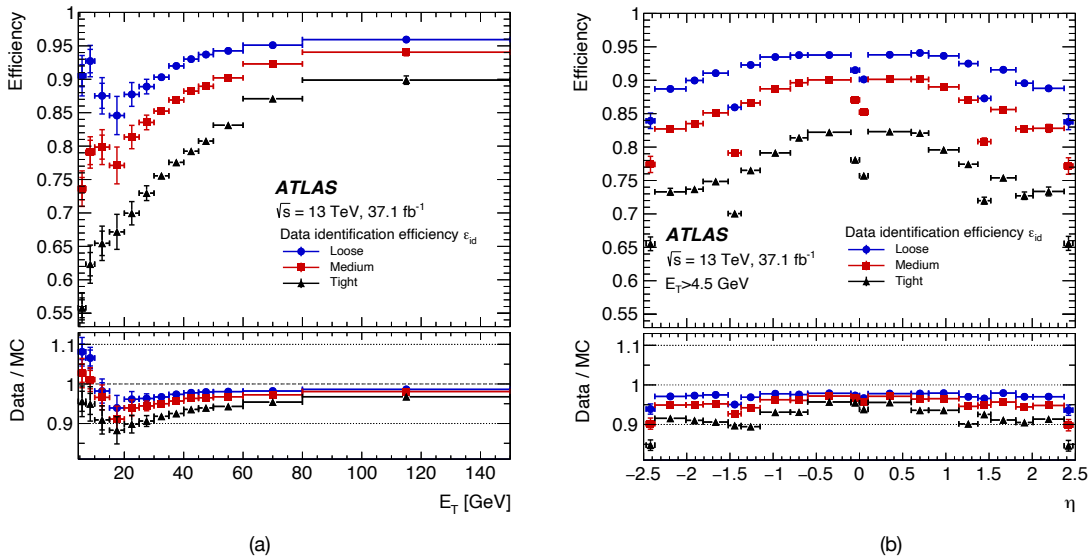 Efficiency
1
0.95
0.9
0.85
0.8
0.75
0.7
0.65
0.6
0.55
ATLAS
√s = 13 TeV, 37.1 fb⁻¹
Data identification efficiency ε_id
Loose
Medium
Tight
Data / MC
1.1
1
0.9
20 40 60 80 100 120 140
E_T [GeV]
(a)
Efficiency
1
0.95
0.9
0.85
0.8
0.75
0.7
0.65
0.6
0.55
ATLAS
√s = 13 TeV, 37.1 fb⁻¹
E_T>4.5 GeV
Data identification efficiency ε_id
Loose
Medium
Tight
Data / MC
1.1
1
0.9
−2.5 −2 −1.5 −1 −0.5 0 0.5 1 1.5 2 2.5
η
(b)